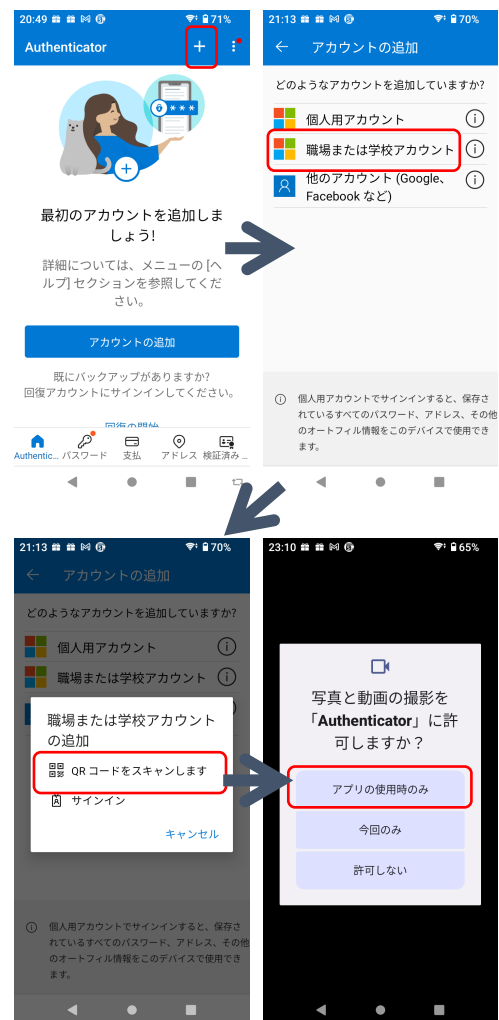 20:49 71%
Authenticator
***
最初のアカウントを追加しま
しょう!
詳細については、メニューの [ヘ
ルプ] セクションを参照してくだ
さい。
アカウントの追加
既にバックアップがありますか?
回復アカウントにサインインしてください。
回復の開始
Authentic... パスワード 支払 アドレス 検証済み ...
21:13 70%
アカウントの追加
どのようなアカウントを追加していますか?
個人用アカウント
職場または学校アカウント
他のアカウント (Google、
Facebook など)
個人用アカウントでサインインすると、保存さ
れているすべてのパスワード、アドレス、その他
のオートフィル情報をこのデバイスで使用でき
ます。
21:13 70%
アカウントの追加
どのようなアカウントを追加していますか?
個人用アカウント
職場または学校アカウント
職場または学校アカウント
の追加
QR コードをスキャンします
サインイン
キャンセル
個人用アカウントでサインインすると、保存さ
れているすべてのパスワード、アドレス、その他
のオートフィル情報をこのデバイスで使用でき
ます。
23:10 65%
写真と動画の撮影を
「Authenticator」に許
可しますか？
アプリの使用時のみ
今回のみ
許可しない